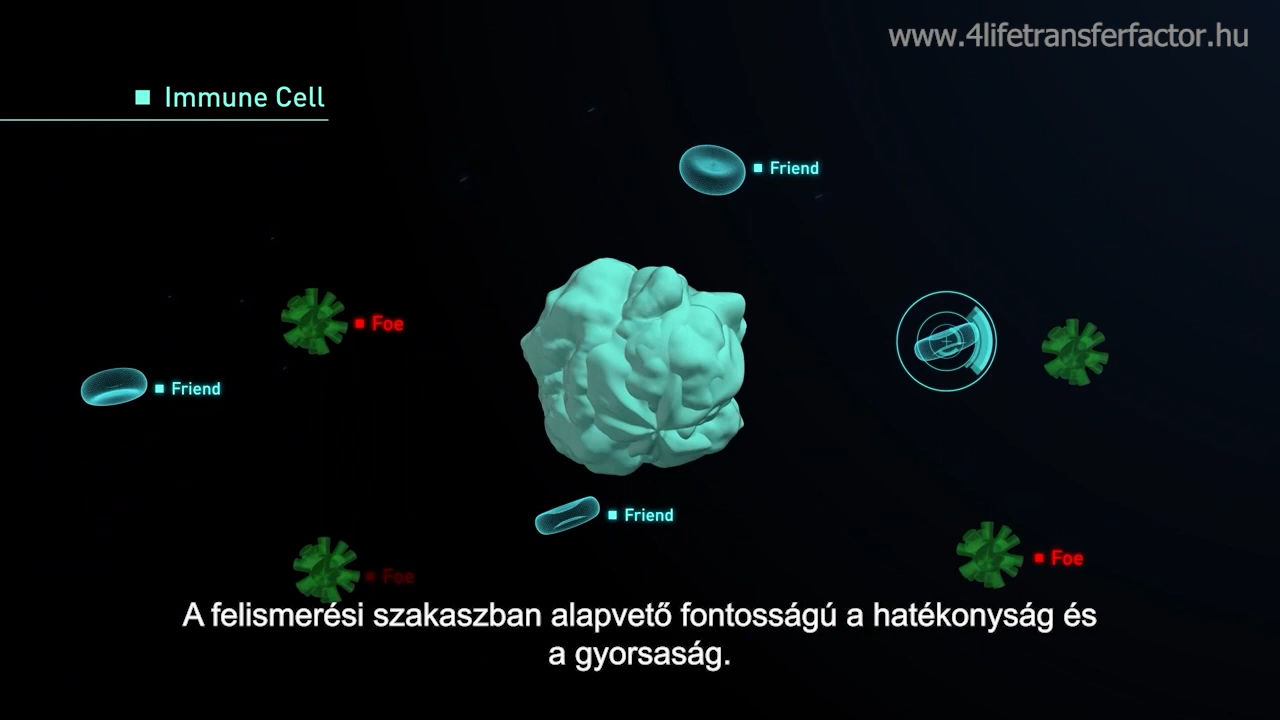 www.4lifetransferfactor.hu
Immune Cell
Friend
Foe
Friend
Friend
Foe
Foe
A felismerési szakaszban alapvető fontosságú a hatékonyság és
a gyorsaság.